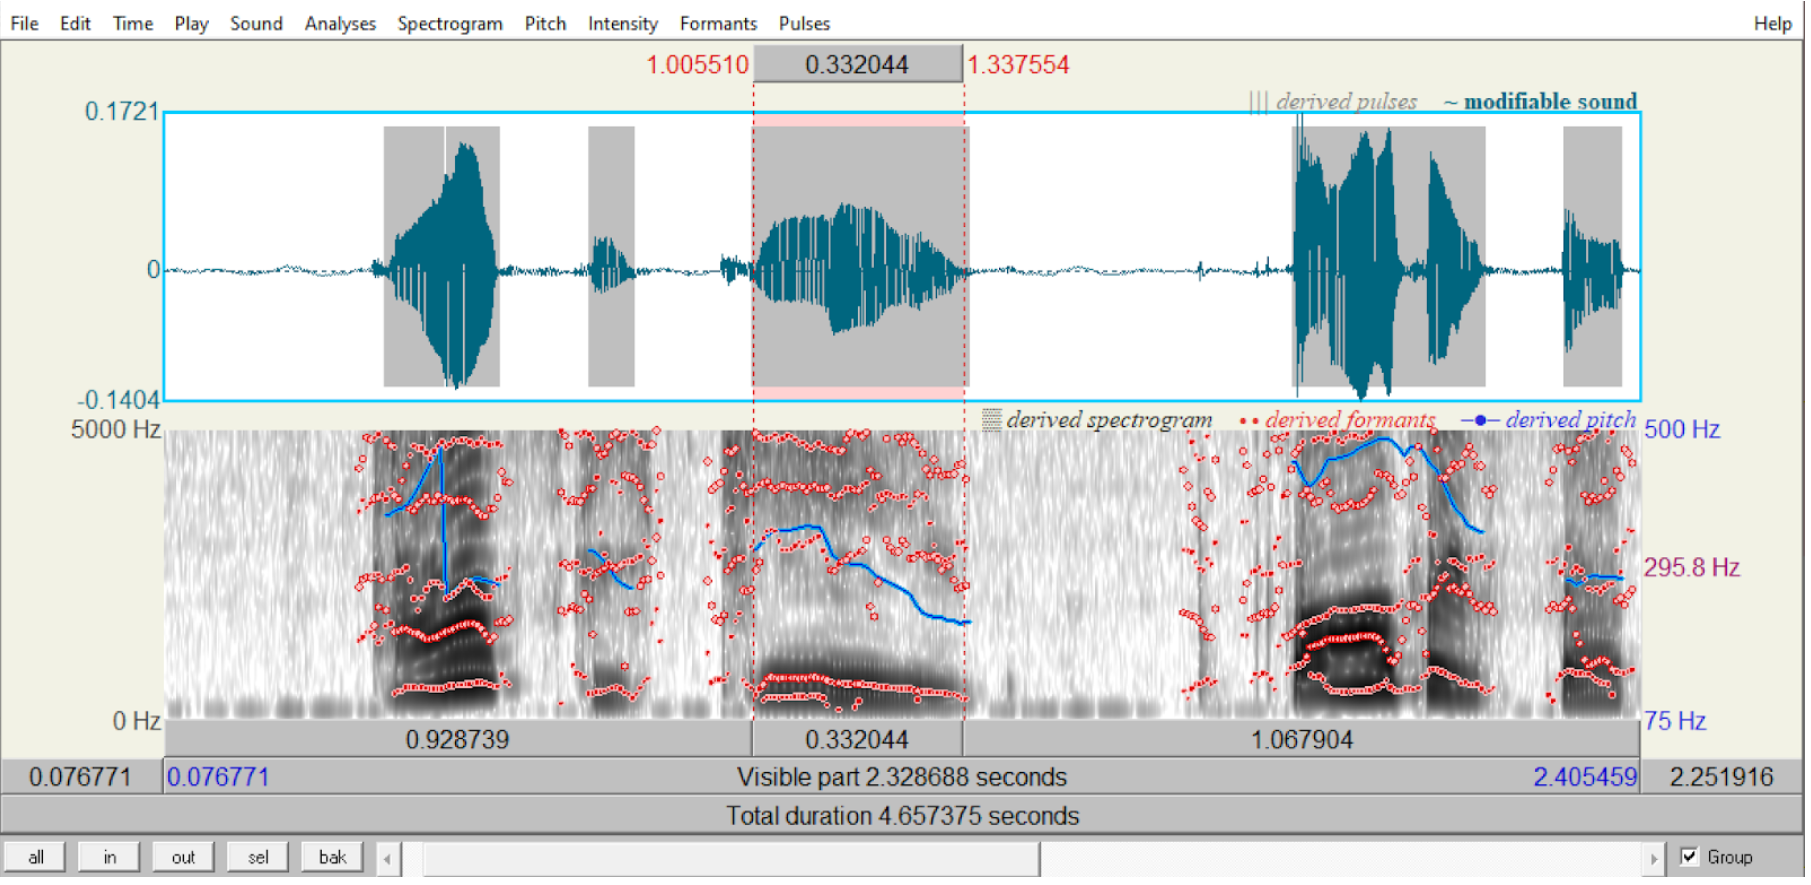 File Edit Time Play Sound Analyses Spectrogram Pitch Intensity Formants Pulses Help
1.005510 0.332044 1.337554
0.1721 derived pulses ~ modifiable sound
0
-0.1404
derived spectrogram derived formants derived pitch
5000 Hz 500 Hz
295.8 Hz
0 Hz 75 Hz
0.928739 0.332044 1.067904
0.076771 0.076771 Visible part 2.328688 seconds 2.405459 2.251916
Total duration 4.657375 seconds
all in out sel bak Group